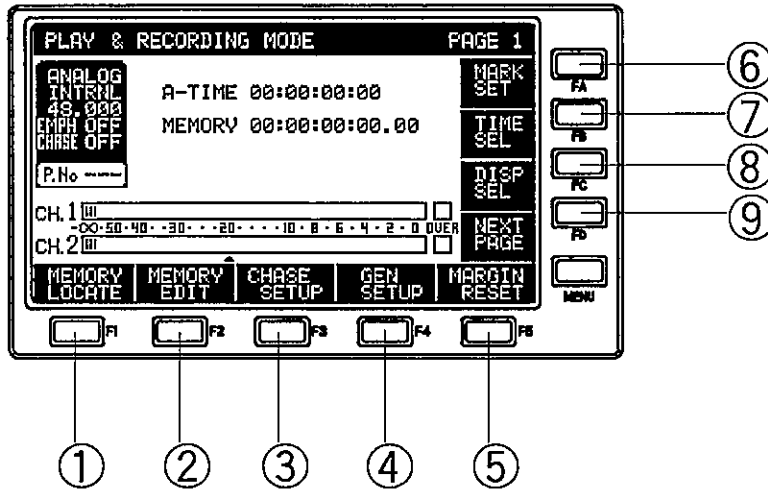 PLAY & RECORDING MODE PAGE 1
ANALOG
INTRNL
48.000
EMPH OFF
CHASE OFF
P.No -----
A-TIME 00:00:00:00
MEMORY 00:00:00:00.00
MARK
SET
TIME
SEL
DISP
SEL
NEXT
PAGE
CH.1
-∞·50·40··30···20····10·8·6·4·2·0 OVER
CH.2
MEMORY
LOCATE
MEMORY
EDIT
CHASE
SETUP
GEN
SETUP
MARGIN
RESET
FA
FB
FC
FD
MENU
F1
F2
F3
F4
F5
⑥
⑦
⑧
⑨
① ② ③ ④ ⑤